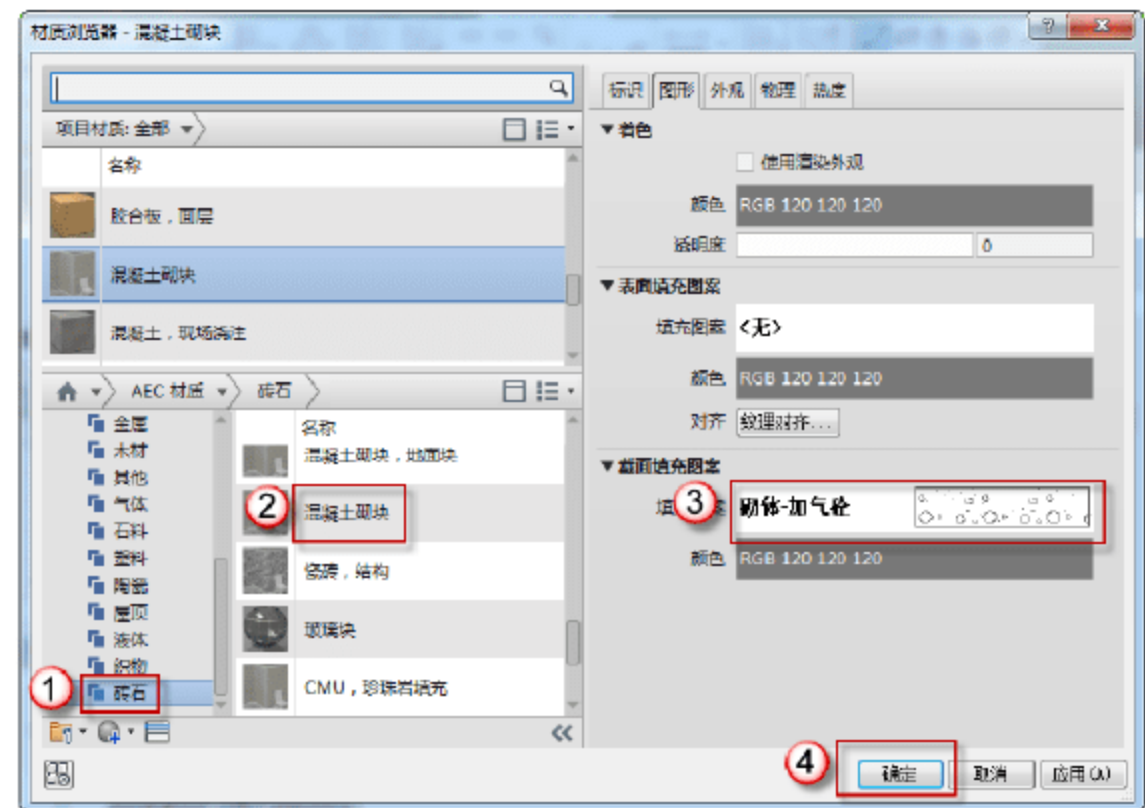 材质浏览器 - 混凝土砌块
项目材质: 全部
名称
胶合板，面层
混凝土砌块
混凝土，现场浇注
AEC 材质
砖石
金属
木材
其他
气体
石料
塑料
陶瓷
屋顶
液体
织物
1
砖石
名称
混凝土砌块，地面块
2
混凝土砌块
瓷砖，结构
玻璃块
CMU，珍珠岩填充
标识
图形
外观
物理
热度
着色
使用渲染外观
颜色 RGB 120 120 120
透明度 0
表面填充图案
填充图案 <无>
颜色 RGB 120 120 120
对齐 纹理对齐...
截面填充图案
3
砌体-加气砼
颜色 RGB 120 120 120
4
确定
取消
应用(A)